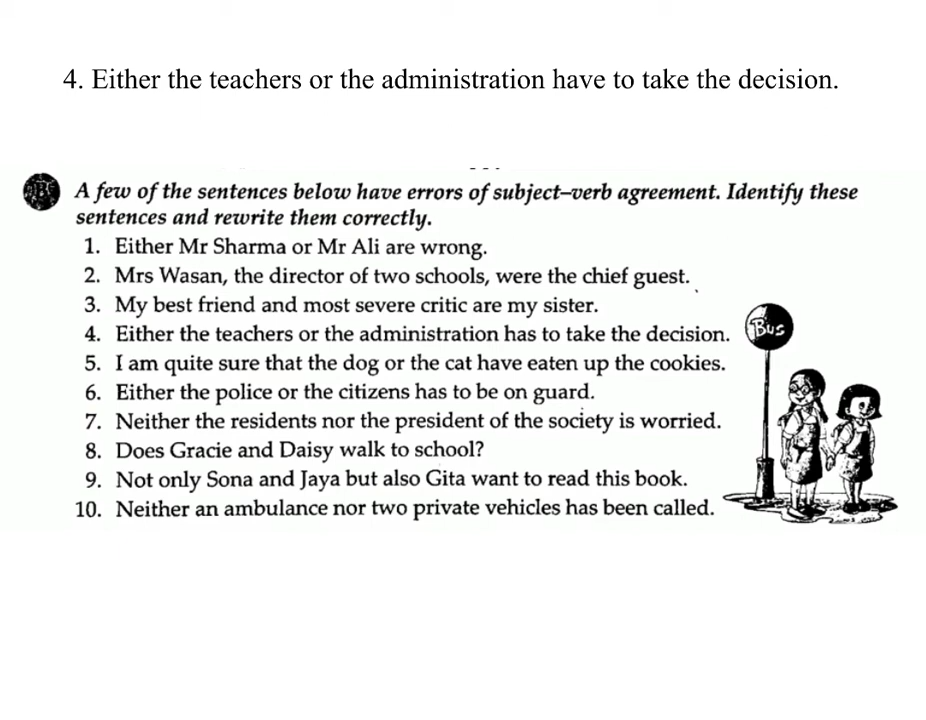 4. Either the teachers or the administration have to take the decision.
A few of the sentences below have errors of subject–verb agreement. Identify these
sentences and rewrite them correctly.
1. Either Mr Sharma or Mr Ali are wrong.
2. Mrs Wasan, the director of two schools, were the chief guest.
3. My best friend and most severe critic are my sister.
4. Either the teachers or the administration has to take the decision.
Bus
5. I am quite sure that the dog or the cat have eaten up the cookies.
6. Either the police or the citizens has to be on guard.
7. Neither the residents nor the president of the society is worried.
8. Does Gracie and Daisy walk to school?
9. Not only Sona and Jaya but also Gita want to read this book.
10. Neither an ambulance nor two private vehicles has been called.